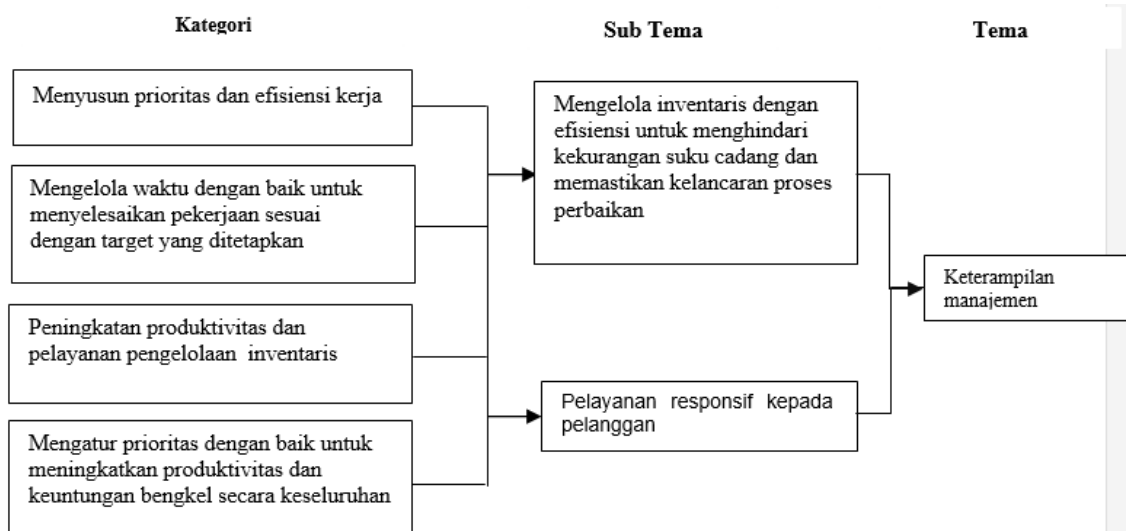 Kategori
Sub Tema
Tema
Menyusun prioritas dan efisiensi kerja
Mengelola waktu dengan baik untuk
menyelesaikan pekerjaan sesuai
dengan target yang ditetapkan
Peningkatan produktivitas dan
pelayanan pengelolaan inventaris
Mengatur prioritas dengan baik untuk
meningkatkan produktivitas dan
keuntungan bengkel secara keseluruhan
Mengelola inventaris dengan
efisiensi untuk menghindari
kekurangan suku cadang dan
memastikan kelancaran proses
perbaikan
Pelayanan responsif kepada
pelanggan
Keterampilan
manajemen